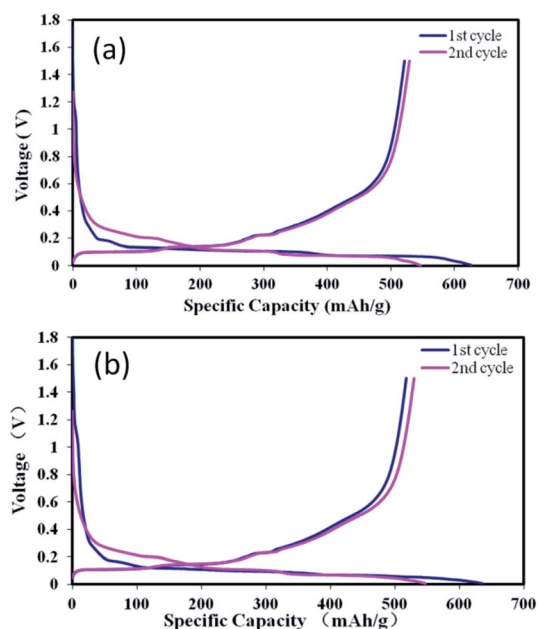 (a)
1st cycle
2nd cycle
1.8
1.6
1.4
1.2
1
0.8
0.6
0.4
0.2
0
Voltage (V)
0 100 200 300 400 500 600 700
Specific Capacity (mAh/g)
(b)
1st cycle
2nd cycle
1.8
1.6
1.4
1.2
1
0.8
0.6
0.4
0.2
0
Voltage（V）
0 100 200 300 400 500 600 700
Specific Capacity （mAh/g）